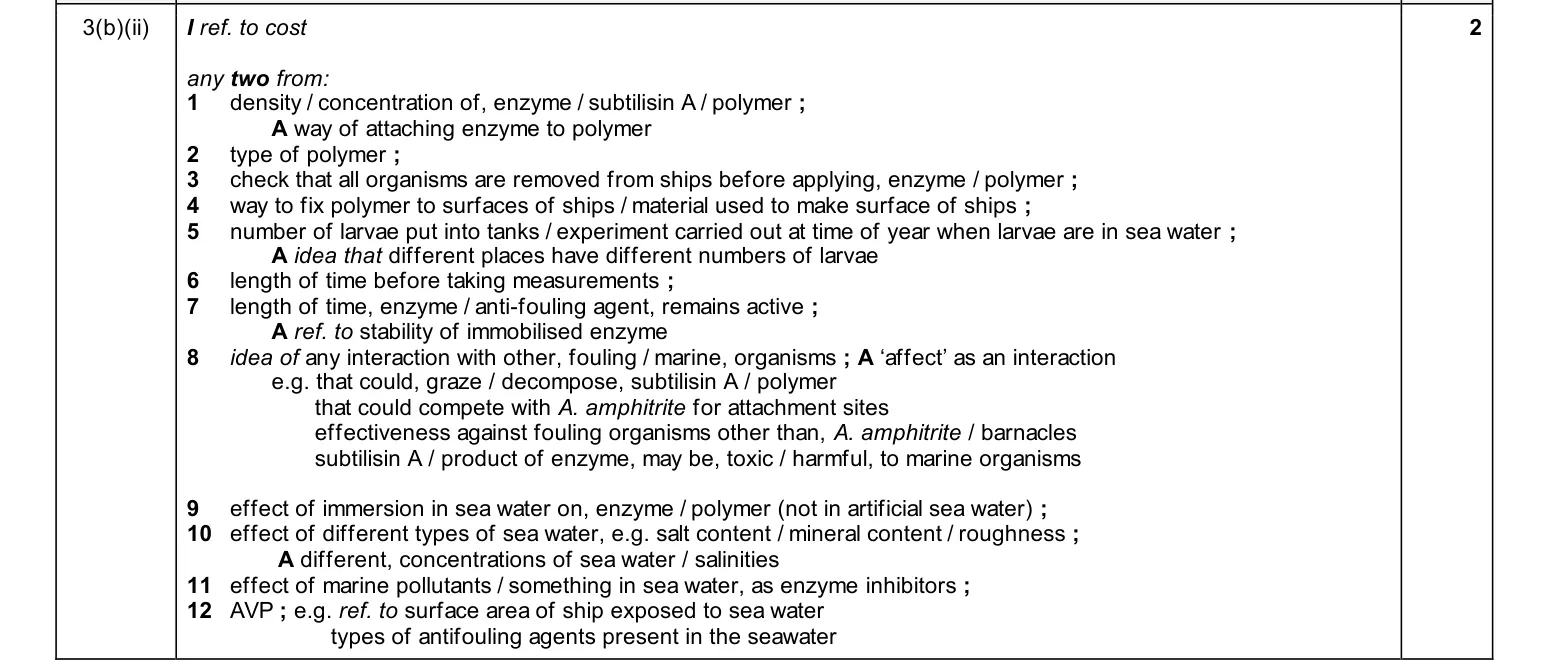 3(b)(ii) I ref. to cost 2
any two from:
1 density / concentration of, enzyme / subtilisin A / polymer ;
A way of attaching enzyme to polymer
2 type of polymer ;
3 check that all organisms are removed from ships before applying, enzyme / polymer ;
4 way to fix polymer to surfaces of ships / material used to make surface of ships ;
5 number of larvae put into tanks / experiment carried out at time of year when larvae are in sea water ;
A idea that different places have different numbers of larvae
6 length of time before taking measurements ;
7 length of time, enzyme / anti-fouling agent, remains active ;
A ref. to stability of immobilised enzyme
8 idea of any interaction with other, fouling / marine, organisms ; A ‘affect’ as an interaction
e.g. that could, graze / decompose, subtilisin A / polymer
that could compete with A. amphitrite for attachment sites
effectiveness against fouling organisms other than, A. amphitrite / barnacles
subtilisin A / product of enzyme, may be, toxic / harmful, to marine organisms
9 effect of immersion in sea water on, enzyme / polymer (not in artificial sea water) ;
10 effect of different types of sea water, e.g. salt content / mineral content / roughness ;
A different, concentrations of sea water / salinities
11 effect of marine pollutants / something in sea water, as enzyme inhibitors ;
12 AVP ; e.g. ref. to surface area of ship exposed to sea water
types of antifouling agents present in the seawater